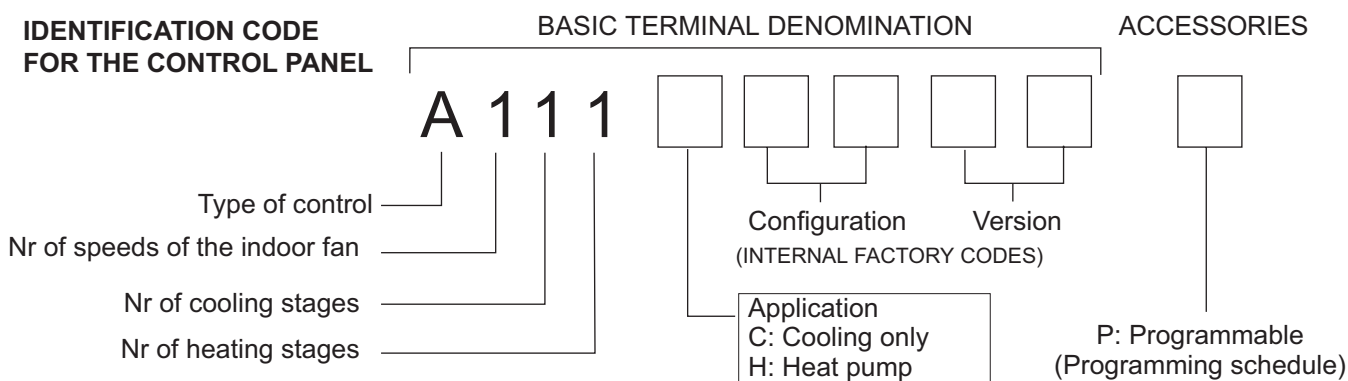 IDENTIFICATION CODE
FOR THE CONTROL PANEL
BASIC TERMINAL DENOMINATION
ACCESSORIES
A 1 1 1
Type of control
Nr of speeds of the indoor fan
Nr of cooling stages
Nr of heating stages
Configuration
Version
(INTERNAL FACTORY CODES)
Application
C: Cooling only
H: Heat pump
P: Programmable
(Programming schedule)